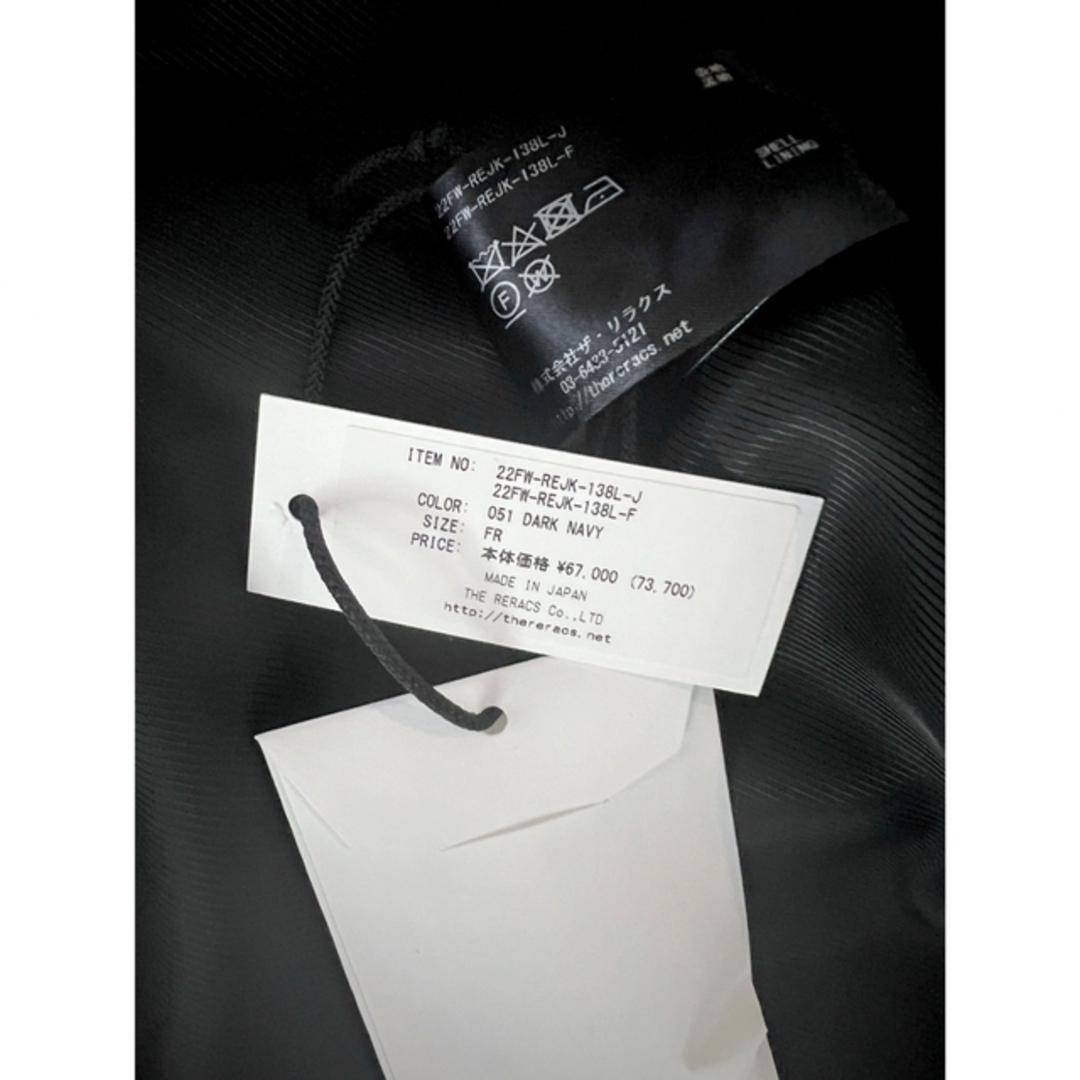 22FW-REJK-138L-J
22FW-REJK-138L-F
F W
株式会社ザ・リラクス
03-6433-5121
SHELL
LINING
ITEM NO: 22FW-REJK-138L-J
22FW-REJK-138L-F
COLOR: 051 DARK NAVY
SIZE: FR
PRICE: 本体価格 ¥67,000 (73,700)
MADE IN JAPAN
THE RERACS Co.,LTD
http://thereracs.net